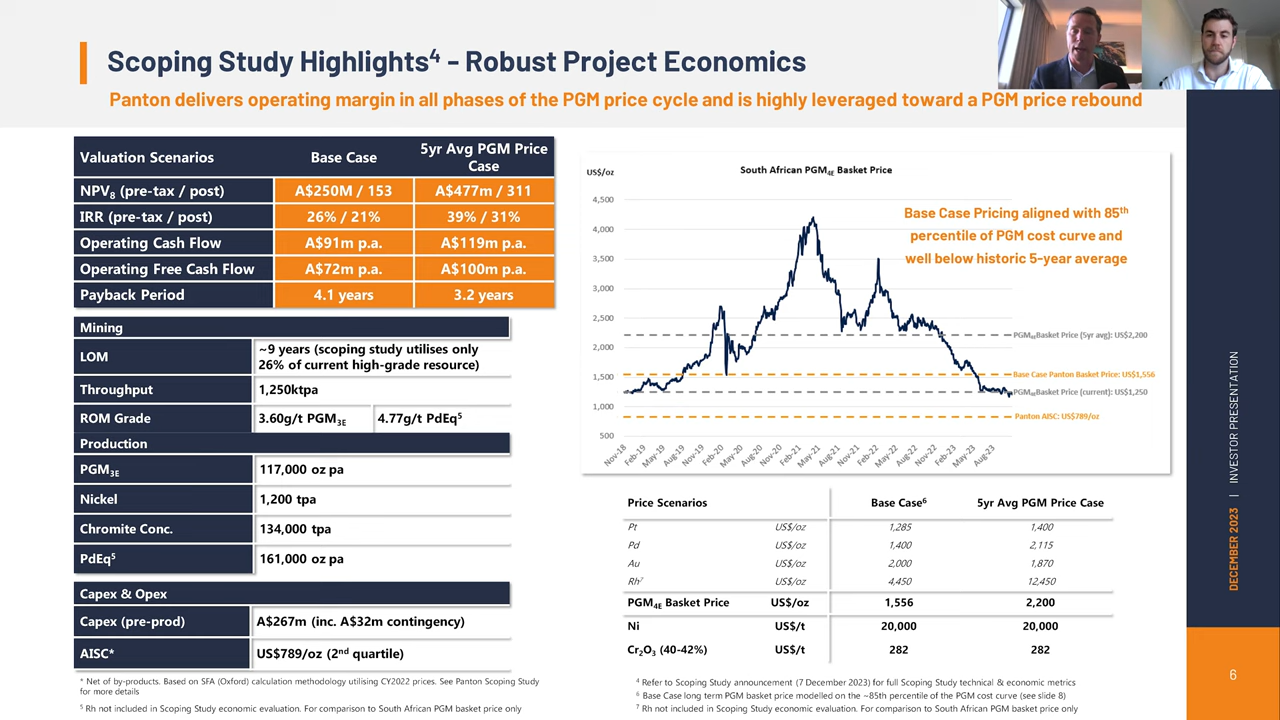 Scoping Study Highlights4 - Robust Project Economics
Panton delivers operating margin in all phases of the PGM price cycle and is highly leveraged toward a PGM price rebound
Valuation Scenarios Base Case 5yr Avg PGM Price Case
NPV8 (pre-tax / post) A$250M / 153 A$477m / 311
IRR (pre-tax / post) 26% / 21% 39% / 31%
Operating Cash Flow A$91m p.a. A$119m p.a.
Operating Free Cash Flow A$72m p.a. A$100m p.a.
Payback Period 4.1 years 3.2 years
Mining
LOM ~9 years (scoping study utilises only
26% of current high-grade resource)
Throughput 1,250ktpa
ROM Grade 3.60g/t PGM3E 4.77g/t PdEq5
Production
PGM3E 117,000 oz pa
Nickel 1,200 tpa
Chromite Conc. 134,000 tpa
PdEq5 161,000 oz pa
Capex & Opex
Capex (pre-prod) A$267m (inc. A$32m contingency)
AISC* US$789/oz (2nd quartile)
* Net of by-products. Based on SFA (Oxford) calculation methodology utilising CY2022 prices. See Panton Scoping Study
for more details
5 Rh not included in Scoping Study economic evaluation. For comparison to South African PGM basket price only
US$/oz
South African PGM4E Basket Price
4,500
4,000
3,500
3,000
2,500
2,000
1,500
1,000
500
Base Case Pricing aligned with 85th
percentile of PGM cost curve and
well below historic 5-year average
PGM4E Basket Price (5yr avg): US$2,200
Base Case Panton Basket Price: US$1,556
PGM4E Basket Price (current): US$1,250
Panton AISC: US$789/oz
Nov-18 Feb-19 May-19 Aug-19 Nov-19 Feb-20 May-20 Aug-20 Nov-20 Feb-21 May-21 Aug-21 Nov-21 Feb-22 May-22 Aug-22 Nov-22 Feb-23 May-23 Aug-23
Price Scenarios Base Case6 5yr Avg PGM Price Case
Pt US$/oz 1,285 1,400
Pd US$/oz 1,400 2,115
Au US$/oz 2,000 1,870
Rh7 US$/oz 4,450 12,450
PGM4E Basket Price US$/oz 1,556 2,200
Ni US$/t 20,000 20,000
Cr2O3 (40-42%) US$/t 282 282
4 Refer to Scoping Study announcement (7 December 2023) for full Scoping Study technical & economic metrics
6 Base Case long term PGM basket price modelled on the ~85th percentile of the PGM cost curve (see slide 8)
7 Rh not included in Scoping Study economic evaluation. For comparison to South African PGM basket price only
DECEMBER 2023 | INVESTOR PRESENTATION
6